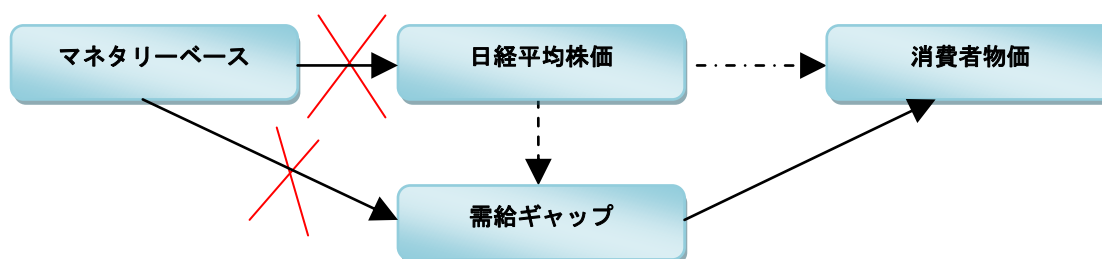 マネタリーベース
日経平均株価
消費者物価
需給ギャップ